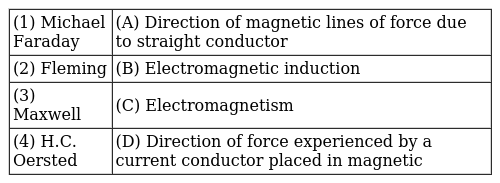 (1) Michael Faraday
(A) Direction of magnetic lines of force due to straight conductor
(2) Fleming
(B) Electromagnetic induction
(3) Maxwell
(C) Electromagnetism
(4) H.C. Oersted
(D) Direction of force experienced by a current conductor placed in magnetic